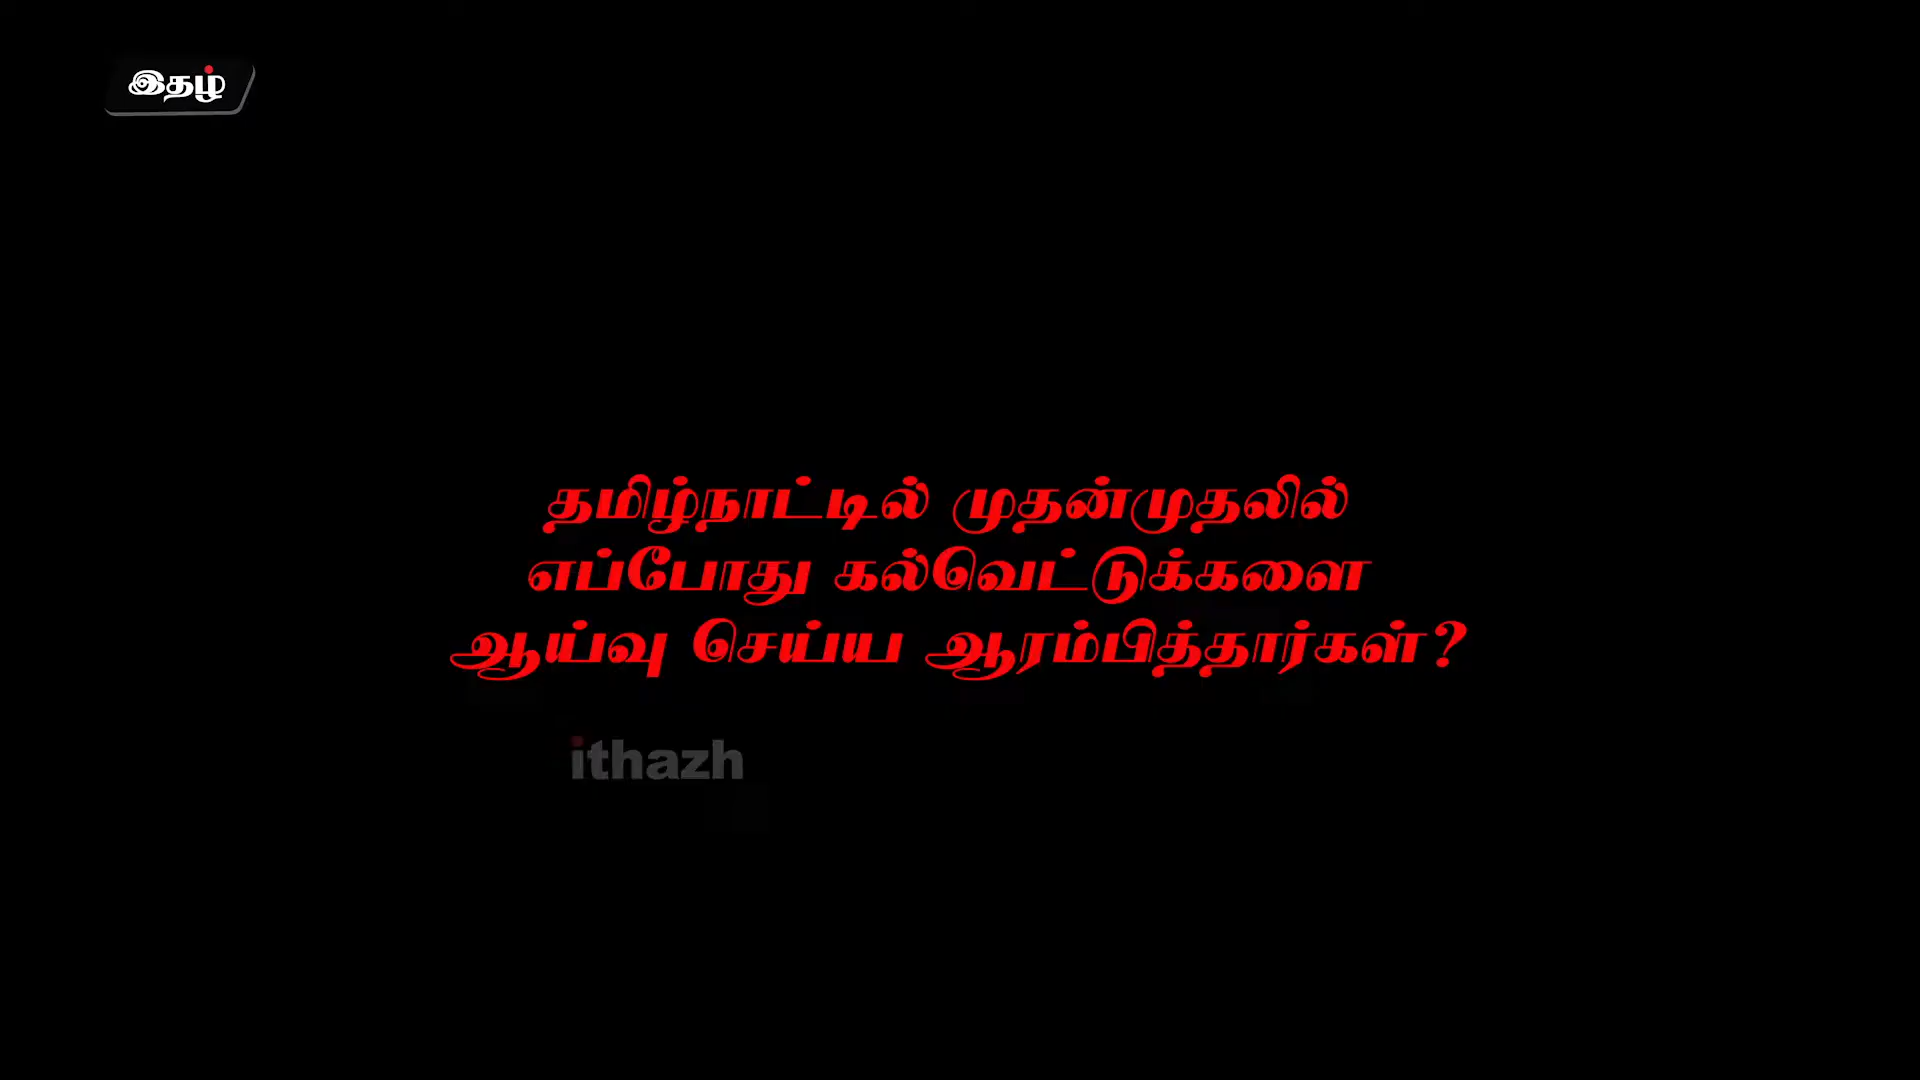 இதழ்
தமிழ்நாட்டில் முதன்முதலில்
எப்போது கல்வெட்டுக்களை
ஆய்வு செய்ய ஆரம்பித்தார்கள்?
ithazh